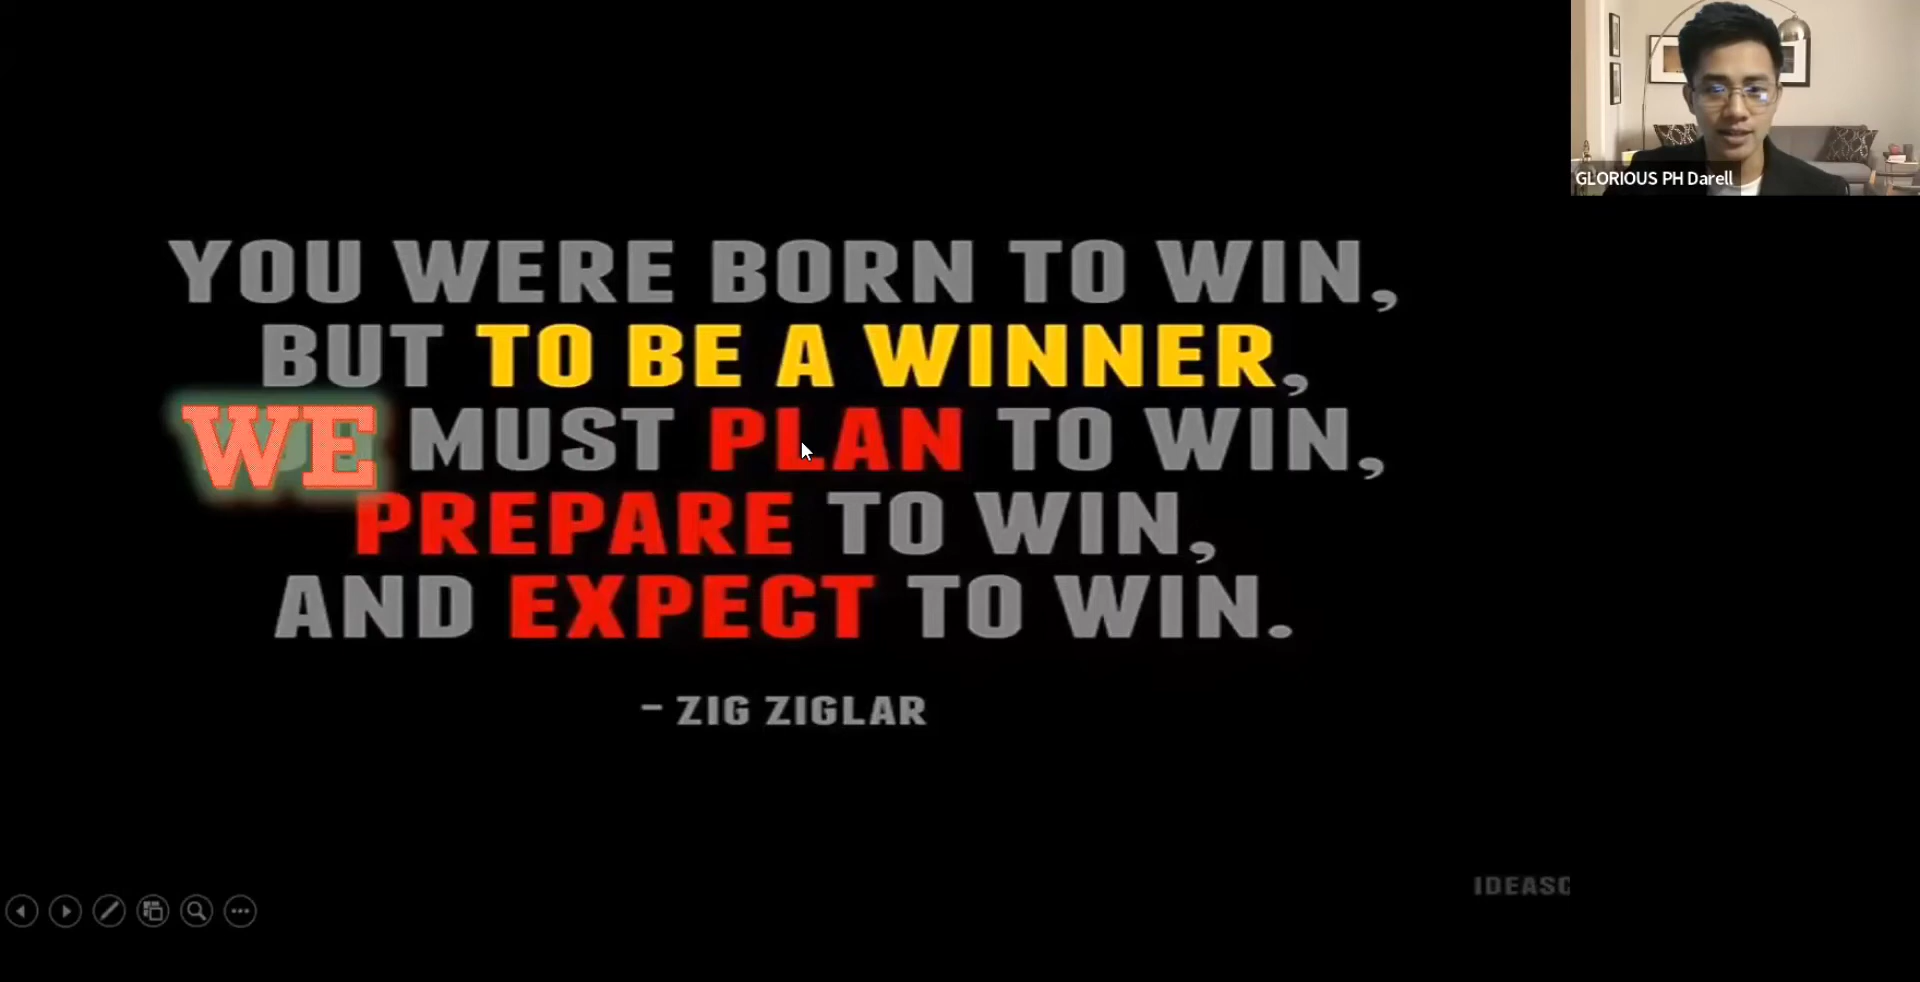 GLORIOUS PH Darell
YOU WERE BORN TO WIN,
BUT TO BE A WINNER,
WE MUST PLAN TO WIN,
PREPARE TO WIN,
AND EXPECT TO WIN.
– ZIG ZIGLAR